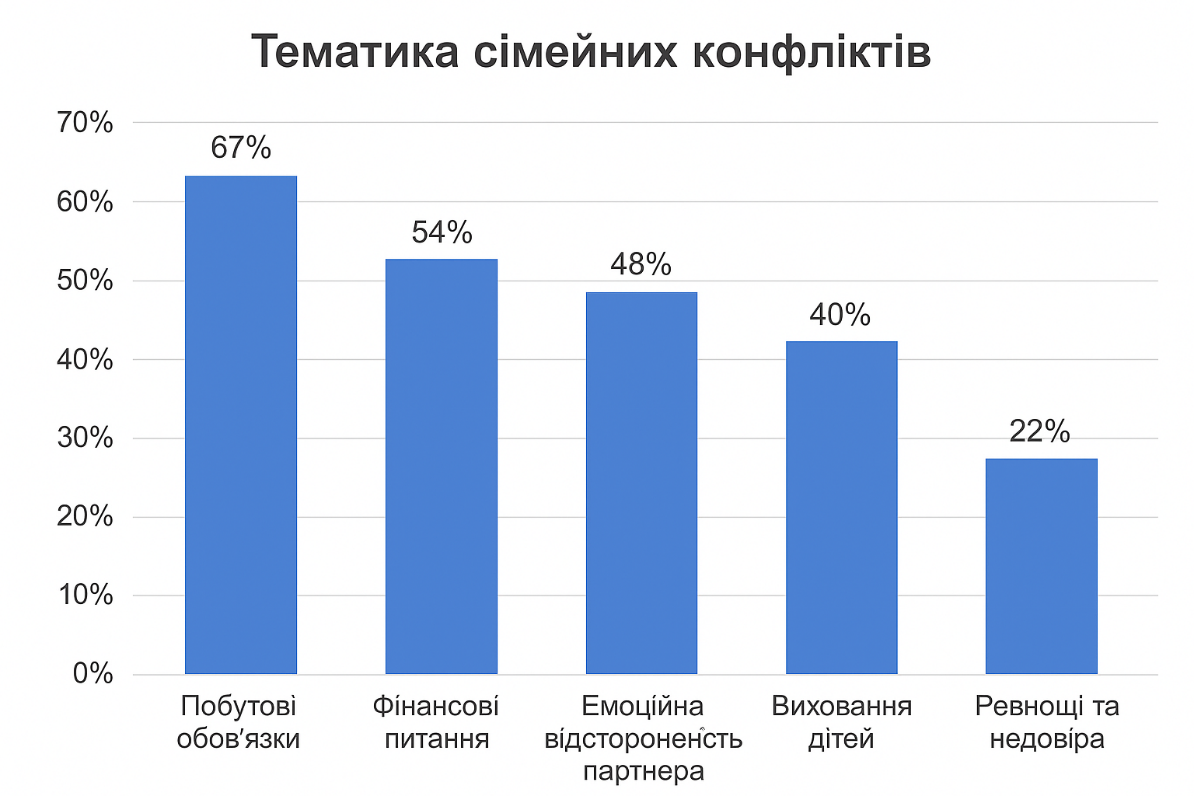 Тематика сімейних конфліктів
70%
60%
50%
40%
30%
20%
10%
0%
67%
54%
48%
40%
22%
Побутові
обов'язки
Фінансові
питання
Емоційна
відстороненість
партнера
Виховання
дітей
Ревнощі та
недовіра